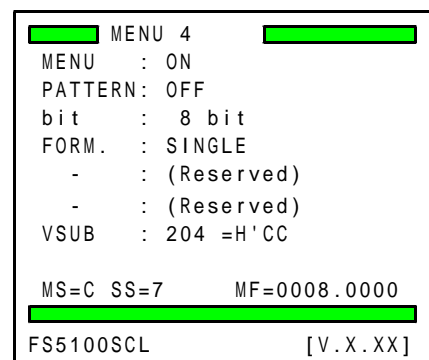 MENU 4
MENU : ON
PATTERN: OFF
bit : 8 bit
FORM. : SINGLE
- : (Reserved)
- : (Reserved)
VSUB : 204 =H'CC
MS=C SS=7 MF=0008.0000
FS5100SCL [V.X.XX]